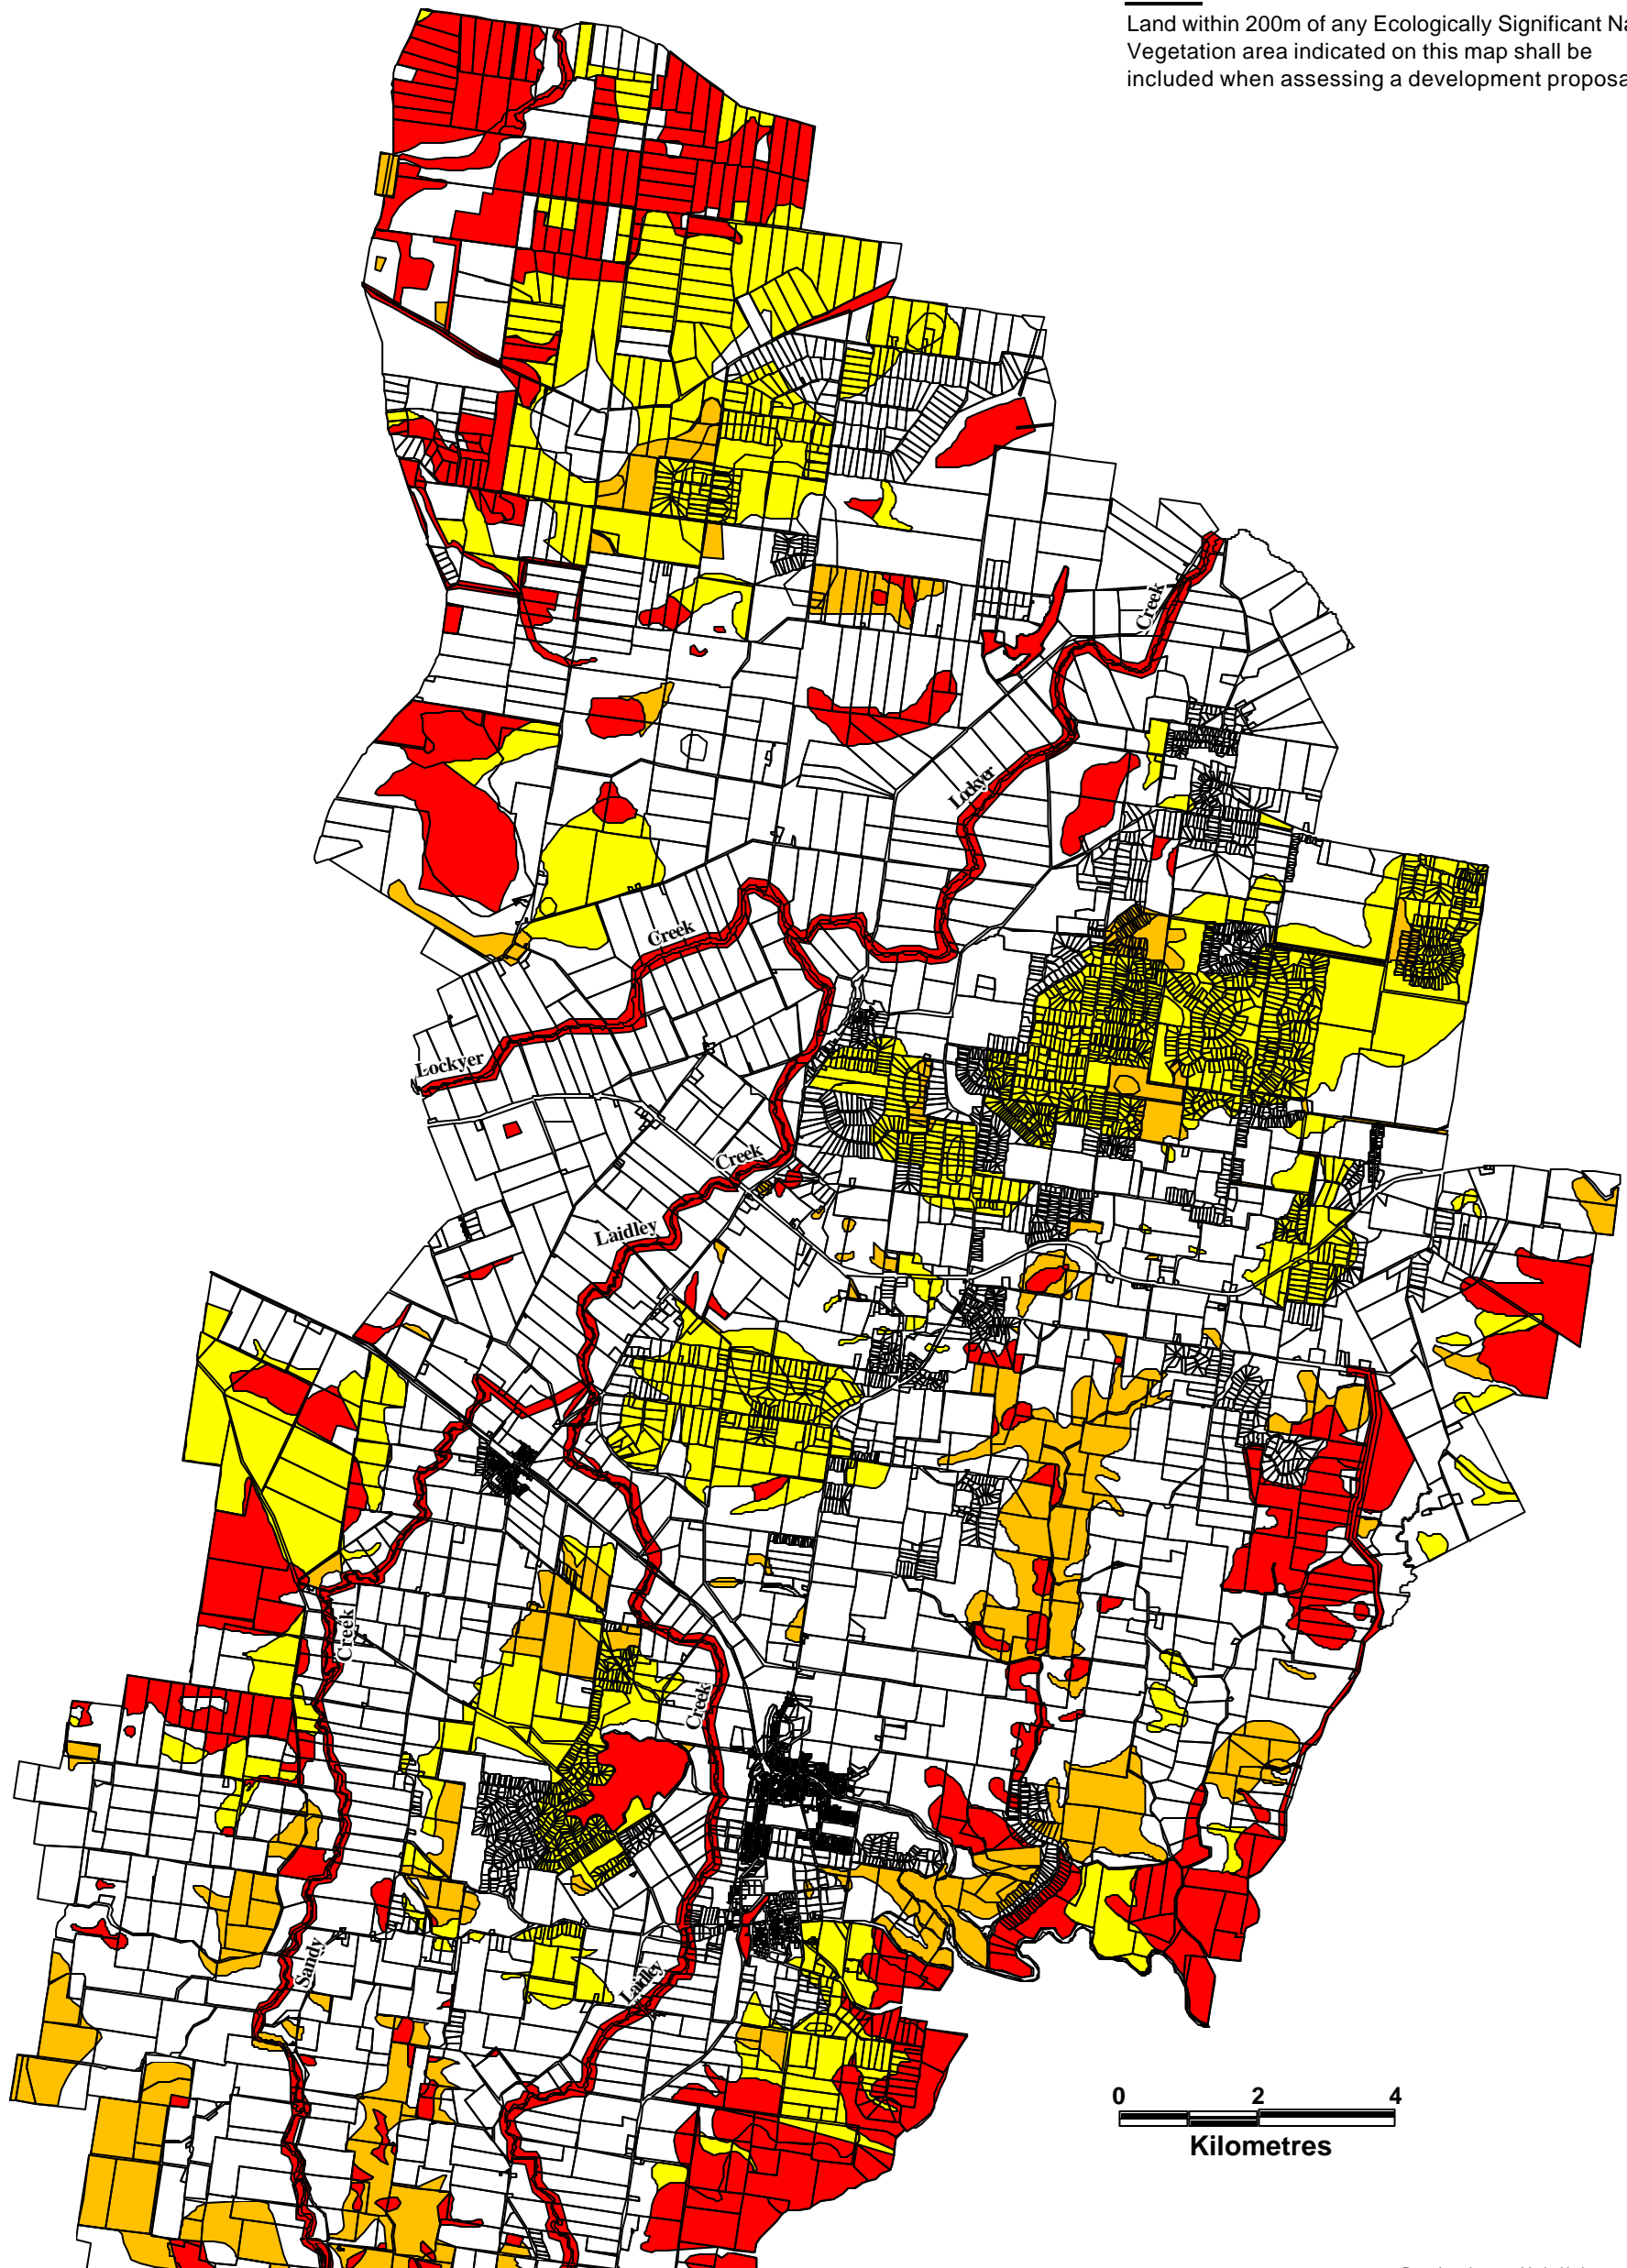 Land within 200m of any Ecologically Significant Na
Vegetation area indicated on this map shall be
included when assessing a development proposa
Creek
Lockyer
Creek
Lockyer
Creek
Laidley
Creek
Creek
Sandy
Laidley
0 2 4
Kilometres